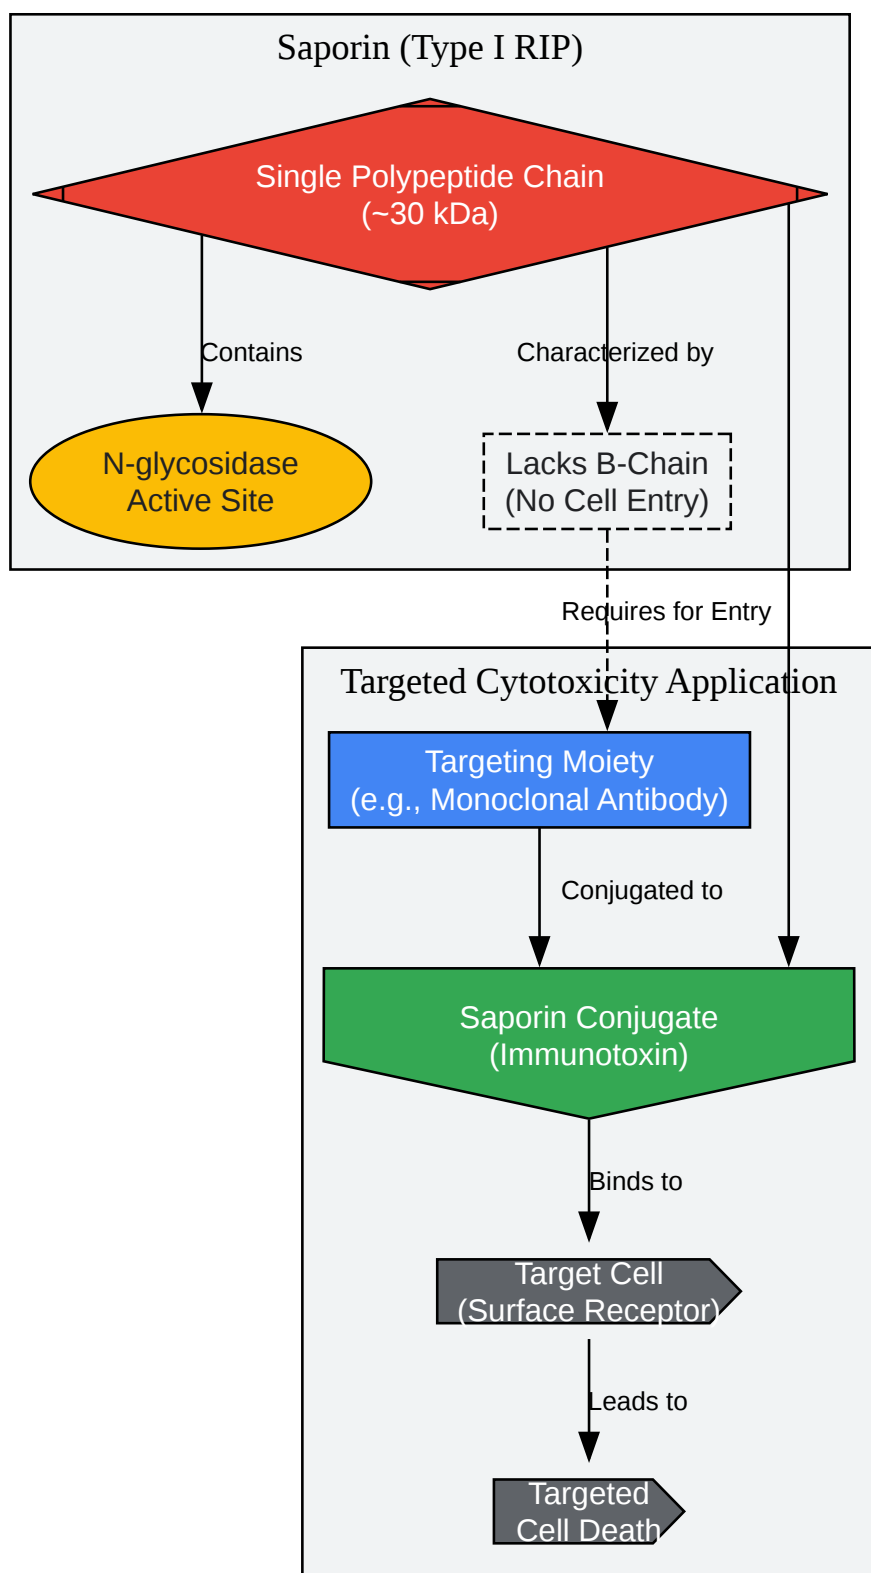 Saporin (Type I RIP)
Single Polypeptide Chain
(~30 kDa)
Contains
Characterized by
N-glycosidase
Active Site
Lacks B-Chain
(No Cell Entry)
Requires for Entry
Targeted Cytotoxicity Application
Targeting Moiety
(e.g., Monoclonal Antibody)
Conjugated to
Saporin Conjugate
(Immunotoxin)
Binds to
Target Cell
(Surface Receptor)
Leads to
Targeted
Cell Death